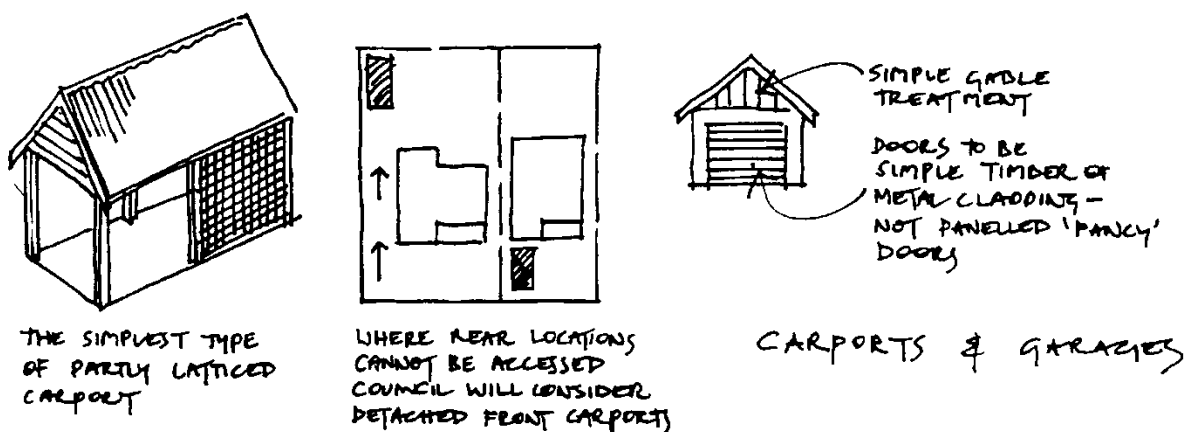 THE SIMPLEST TYPE
OF PARTLY LATTICED
CARPORT
WHERE REAR LOCATIONS
CANNOT BE ACCESSED
COUNCIL WILL CONSIDER
DETACHED FRONT CARPORTS
SIMPLE GABLE
TREATMENT
DOORS TO BE
SIMPLE TIMBER OR
METAL CLADDING –
NOT PANELLED 'FANCY'
DOORS
CARPORTS & GARAGES